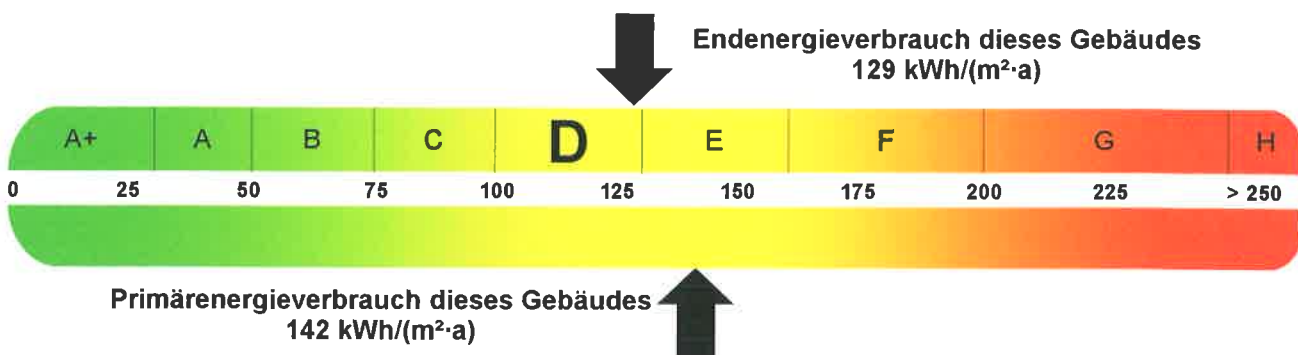 Endenergieverbrauch dieses Gebäudes
129 kWh/(m²·a)
A+ A B C D E F G H
0 25 50 75 100 125 150 175 200 225 > 250
Primärenergieverbrauch dieses Gebäudes
142 kWh/(m²·a)